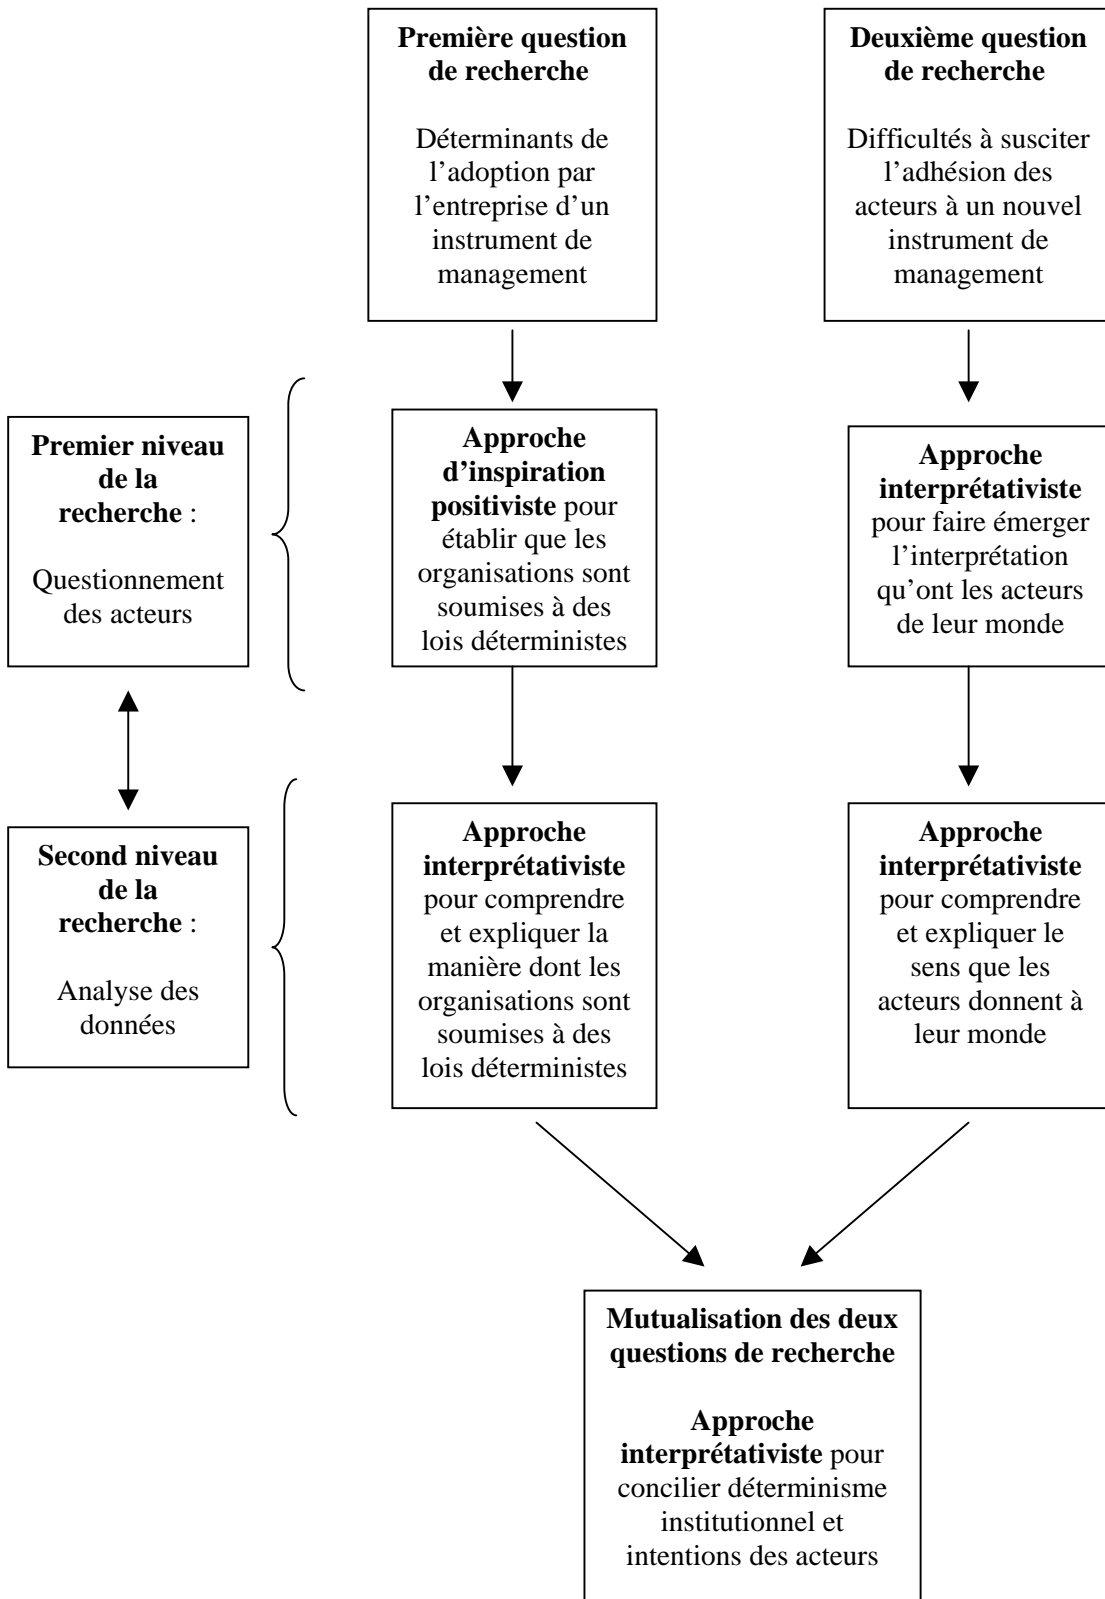 Première question
de recherche
Déterminants de
l’adoption par
l’entreprise d’un
instrument de
management
Deuxième question
de recherche
Difficultés à susciter
l’adhésion des
acteurs à un nouvel
instrument de
management
Premier niveau
de la
recherche :
Questionnement
des acteurs
Approche
d’inspiration
positiviste pour
établir que les
organisations sont
soumises à des
lois déterministes
Approche
interprétativiste
pour faire émerger
l’interprétation
qu’ont les acteurs
de leur monde
Second niveau
de la
recherche :
Analyse des
données
Approche
interprétativiste
pour comprendre
et expliquer la
manière dont les
organisations sont
soumises à des
lois déterministes
Approche
interprétativiste
pour comprendre
et expliquer le
sens que les
acteurs donnent à
leur monde
Mutualisation des deux
questions de recherche
Approche
interprétativiste pour
concilier déterminisme
institutionnel et
intentions des acteurs